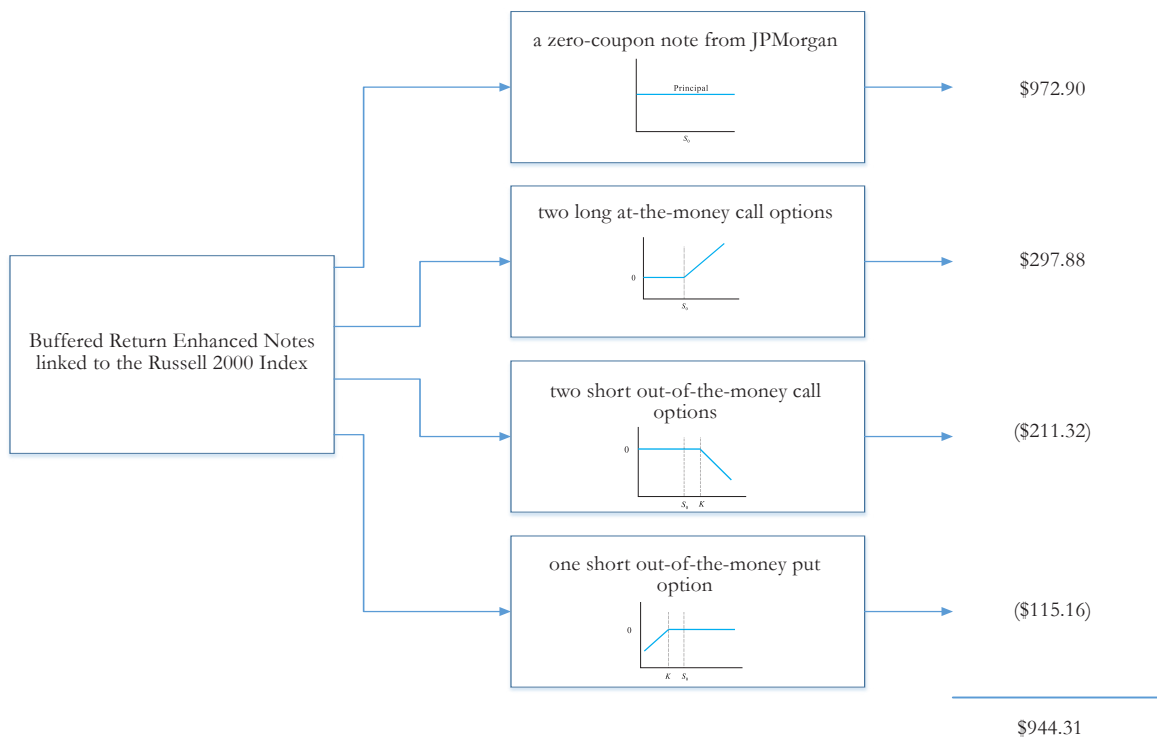 a zero-coupon note from JPMorgan
Principal
S₀
$972.90
two long at-the-money call options
0
S₀
$297.88
Buffered Return Enhanced Notes
linked to the Russell 2000 Index
two short out-of-the-money call
options
0
S₀ K
($211.32)
one short out-of-the-money put
option
0
K S₀
($115.16)
$944.31